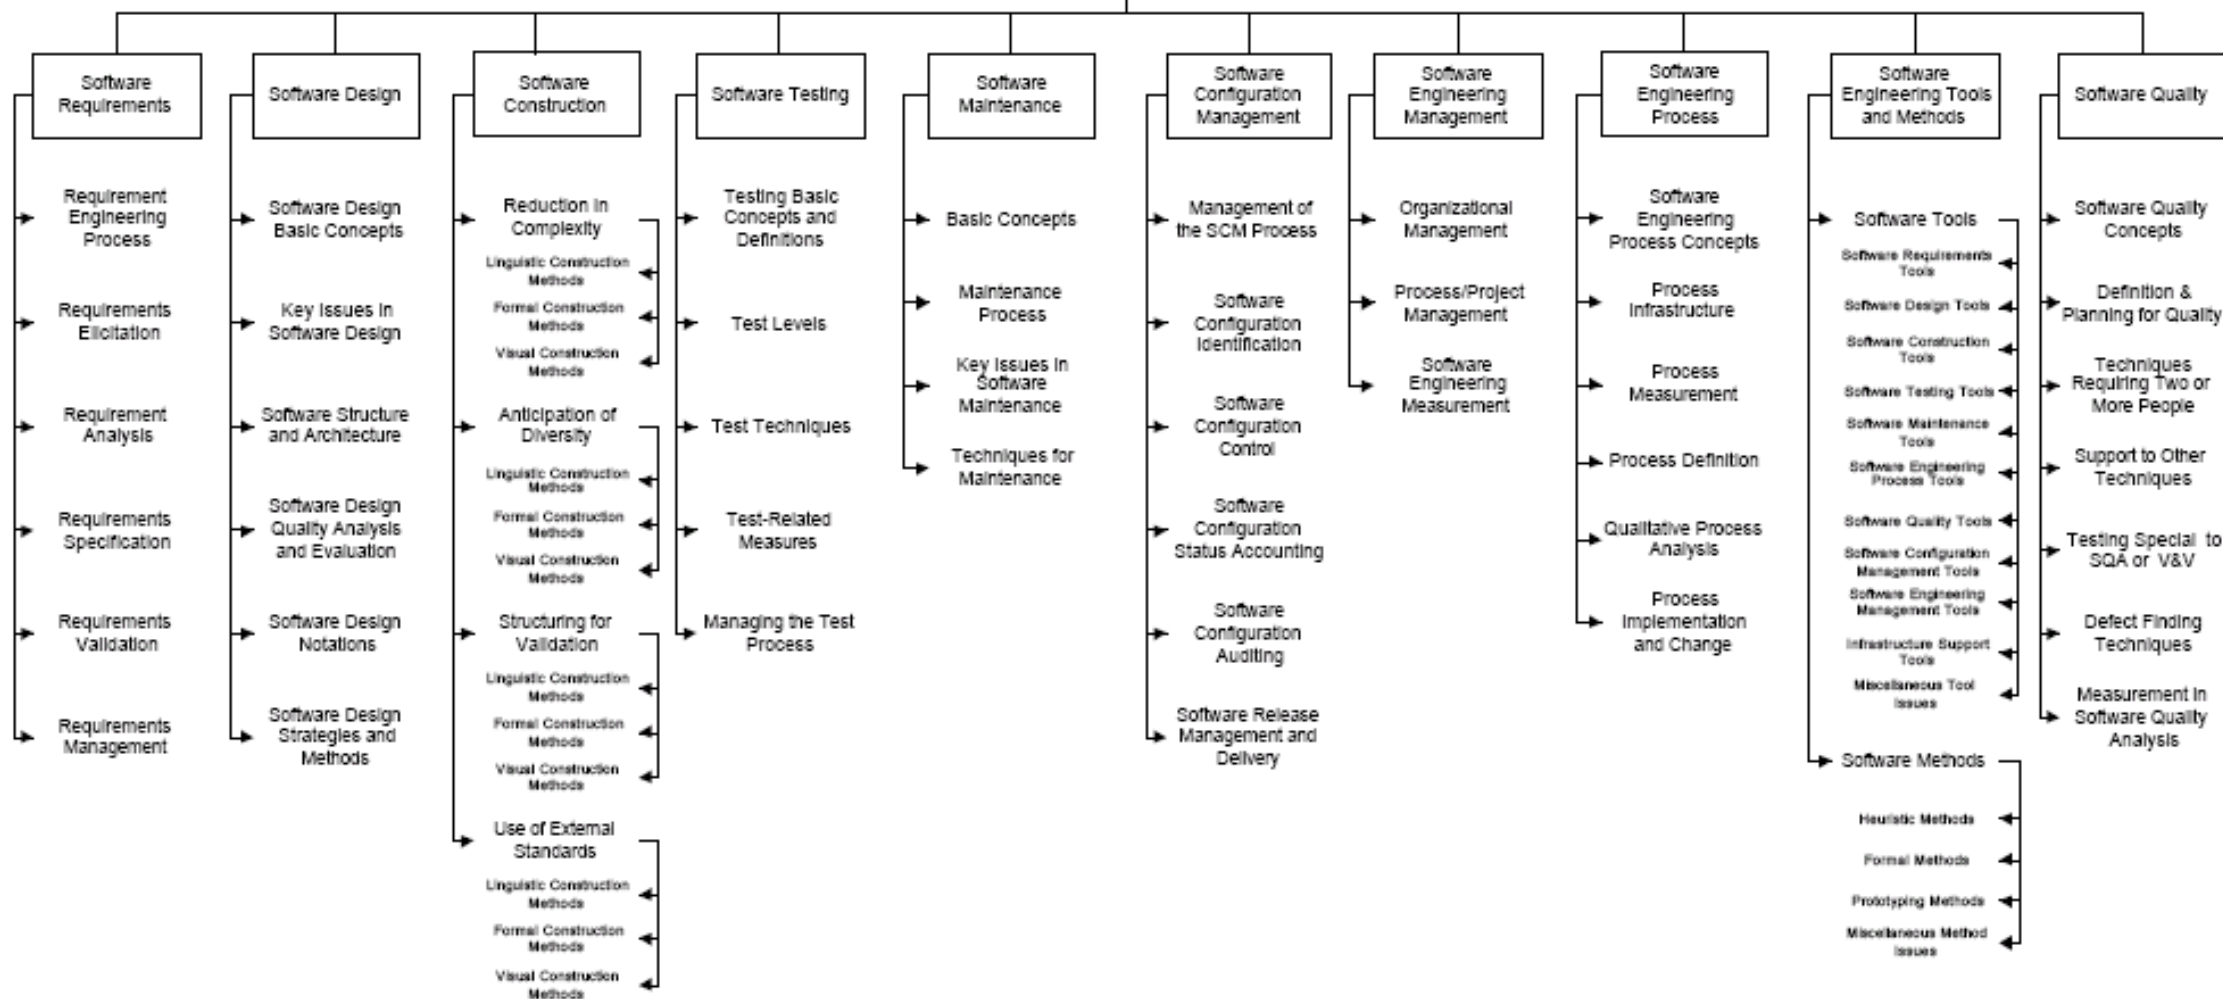 Software
Requirements
Requirement
Engineering
Process
Requirements
Elicitation
Requirement
Analysis
Requirements
Specification
Requirements
Validation
Requirements
Management
Software Design
Software Design
Basic Concepts
Key Issues in
Software Design
Software Structure
and Architecture
Software Design
Quality Analysis
and Evaluation
Software Design
Notations
Software Design
Strategies and
Methods
Software
Construction
Reduction in
Complexity
Linguistic Construction
Methods
Formal Construction
Methods
Visual Construction
Methods
Anticipation of
Diversity
Linguistic Construction
Methods
Formal Construction
Methods
Visual Construction
Methods
Structuring for
Validation
Linguistic Construction
Methods
Formal Construction
Methods
Visual Construction
Methods
Use of External
Standards
Linguistic Construction
Methods
Formal Construction
Methods
Visual Construction
Methods
Software Testing
Testing Basic
Concepts and
Definitions
Test Levels
Test Techniques
Test-Related
Measures
Managing the Test
Process
Software
Maintenance
Basic Concepts
Maintenance
Process
Key Issues in
Software
Maintenance
Techniques for
Maintenance
Software
Configuration
Management
Management of
the SCM Process
Software
Configuration
Identification
Software
Configuration
Control
Software
Configuration
Status Accounting
Software
Configuration
Auditing
Software Release
Management and
Delivery
Software
Engineering
Management
Organizational
Management
Process/Project
Management
Software
Engineering
Measurement
Software
Engineering
Process
Software
Engineering
Process Concepts
Process
Infrastructure
Process
Measurement
Process Definition
Qualitative Process
Analysis
Process
Implementation
and Change
Software
Engineering Tools
and Methods
Software Tools
Software Requirements
Tools
Software Design Tools
Software Construction
Tools
Software Testing Tools
Software Maintenance
Tools
Software Engineering
Process Tools
Software Quality Tools
Software Configuration
Management Tools
Software Engineering
Management Tools
Infrastructure Support
Tools
Miscellaneous Tool
Issues
Software Methods
Heuristic Methods
Formal Methods
Prototyping Methods
Miscellaneous Method
Issues
Software Quality
Software Quality
Concepts
Definition &
Planning for Quality
Techniques
Requiring Two or
More People
Support to Other
Techniques
Testing Special to
SQA or V&V
Defect Finding
Techniques
Measurement in
Software Quality
Analysis